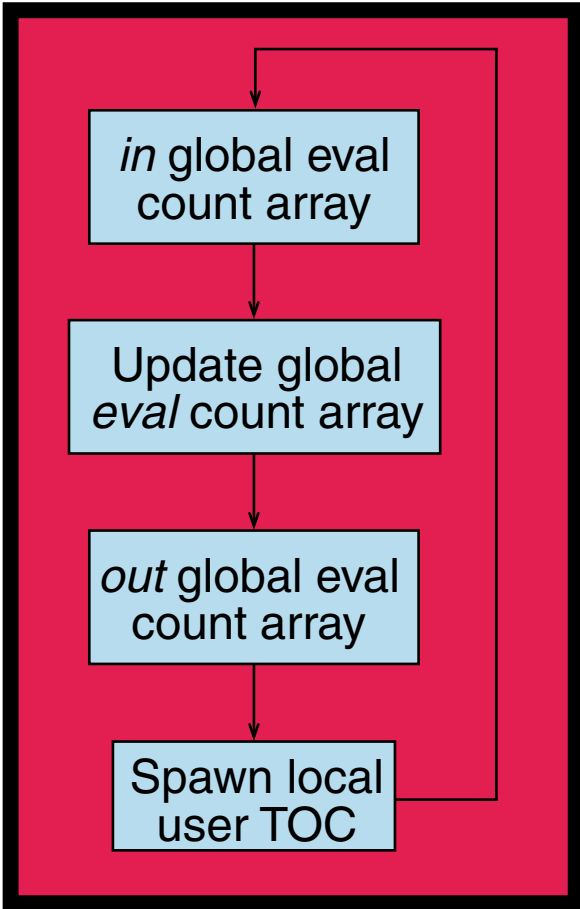 in global eval
count array
Update global
eval count array
out global eval
count array
Spawn local
user TOC